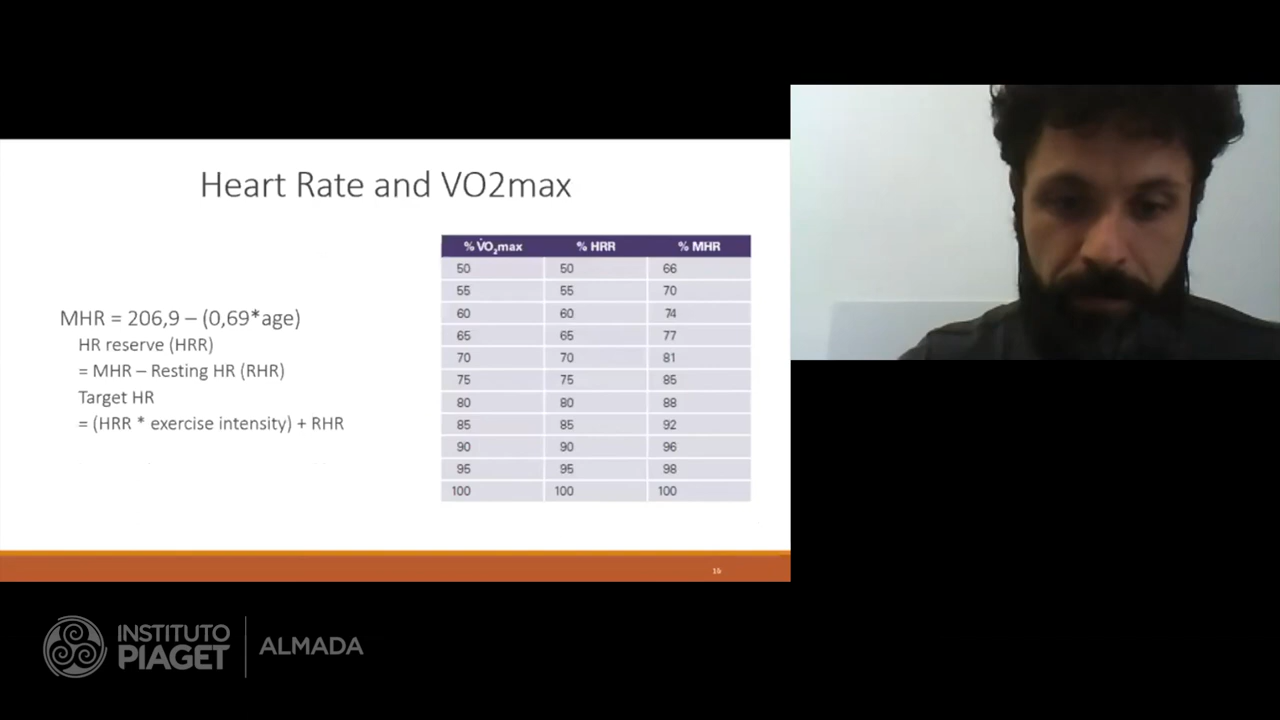 Heart Rate and VO2max
MHR = 206,9 – (0,69*age)
HR reserve (HRR)
= MHR – Resting HR (RHR)
Target HR
= (HRR * exercise intensity) + RHR
% V̇O₂max % HRR % MHR
50 50 66
55 55 70
60 60 74
65 65 77
70 70 81
75 75 85
80 80 88
85 85 92
90 90 96
95 95 98
100 100 100
16
INSTITUTO
PIAGET
ALMADA